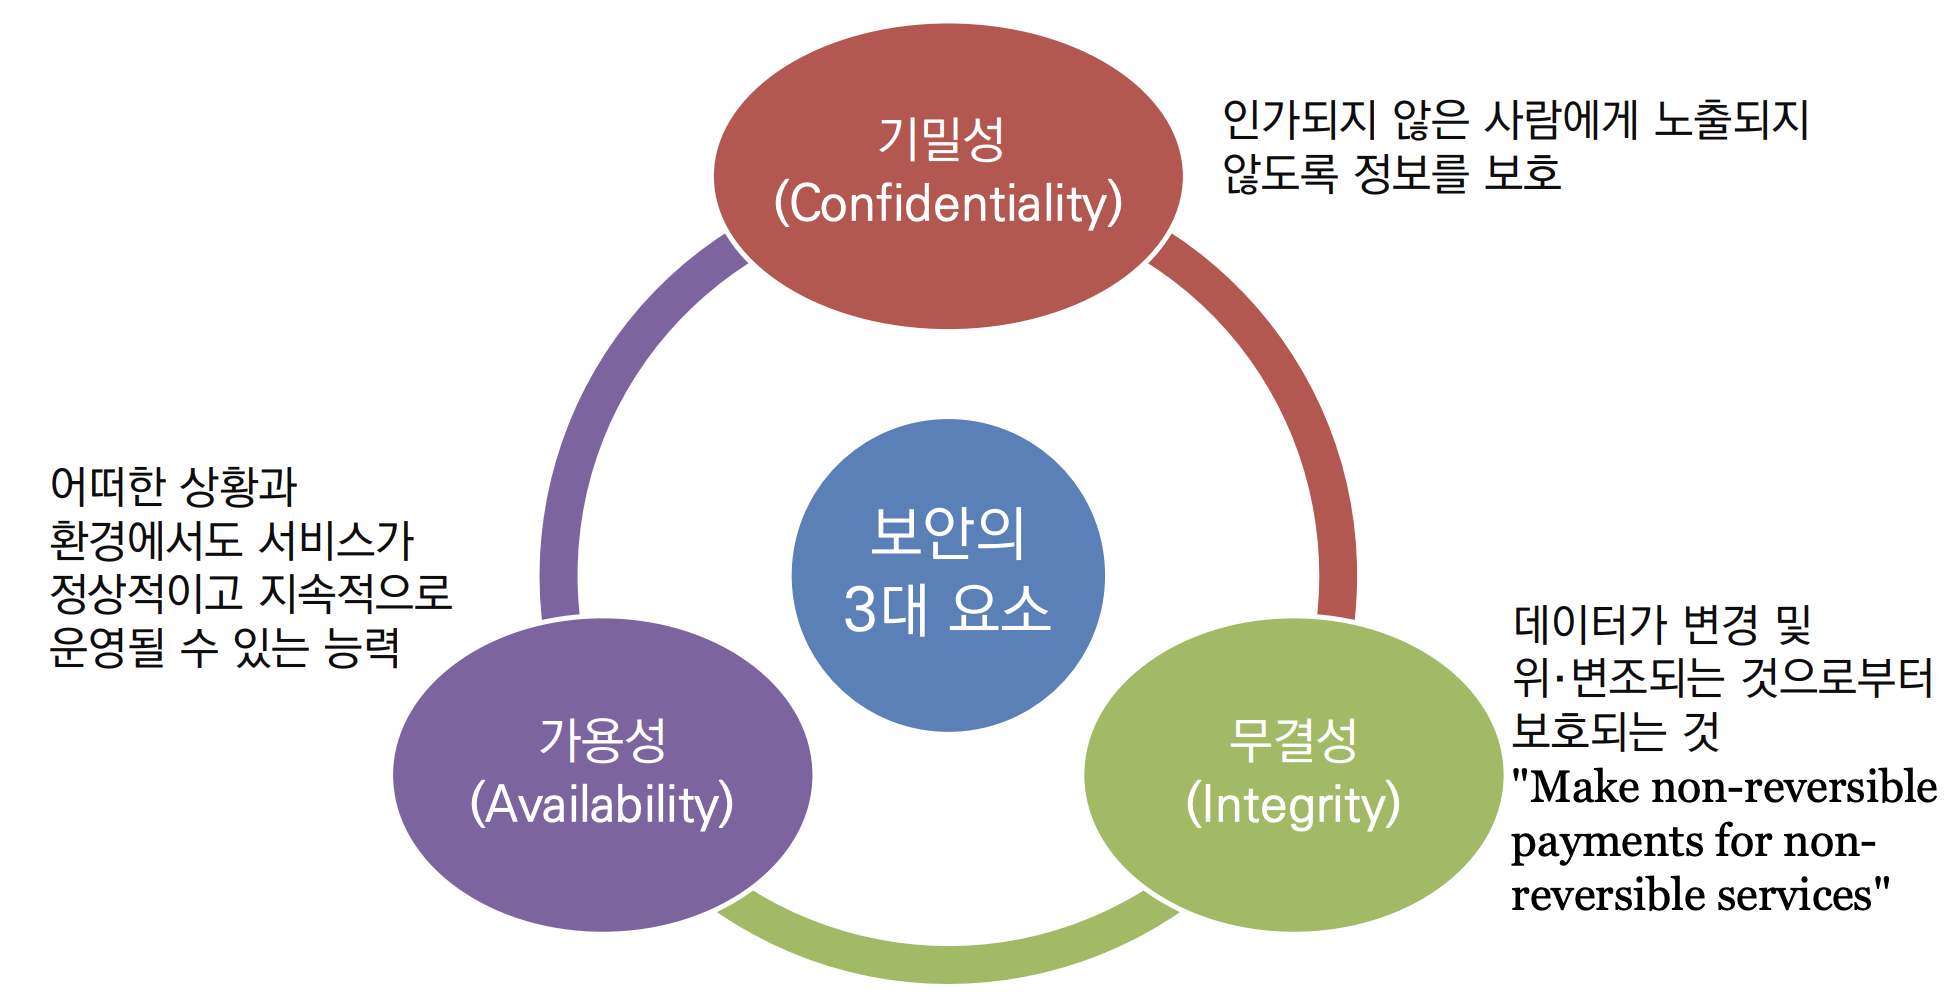 기밀성
(Confidentiality)
인가되지 않은 사람에게 노출되지
않도록 정보를 보호
어떠한 상황과
환경에서도 서비스가
정상적이고 지속적으로
운영될 수 있는 능력
보안의
3대 요소
가용성
(Availability)
무결성
(Integrity)
데이터가 변경 및
위·변조되는 것으로부터
보호되는 것
"Make non-reversible
payments for non-
reversible services"